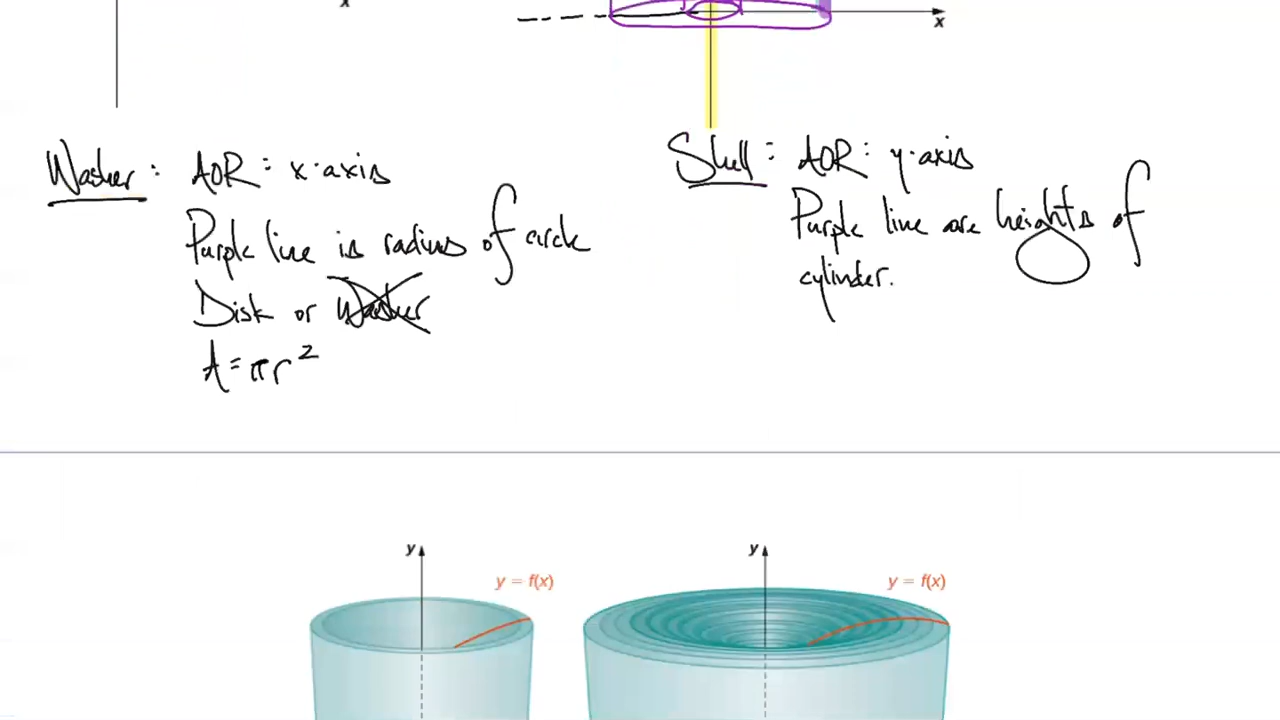 x
x
Washer: AOR: x-axis
Purple line is radius of circle
Disk or Washer
A = πr²
Shell: AOR: y-axis
Purple line are heights of
cylinder.
y
y = f(x)
y
y = f(x)